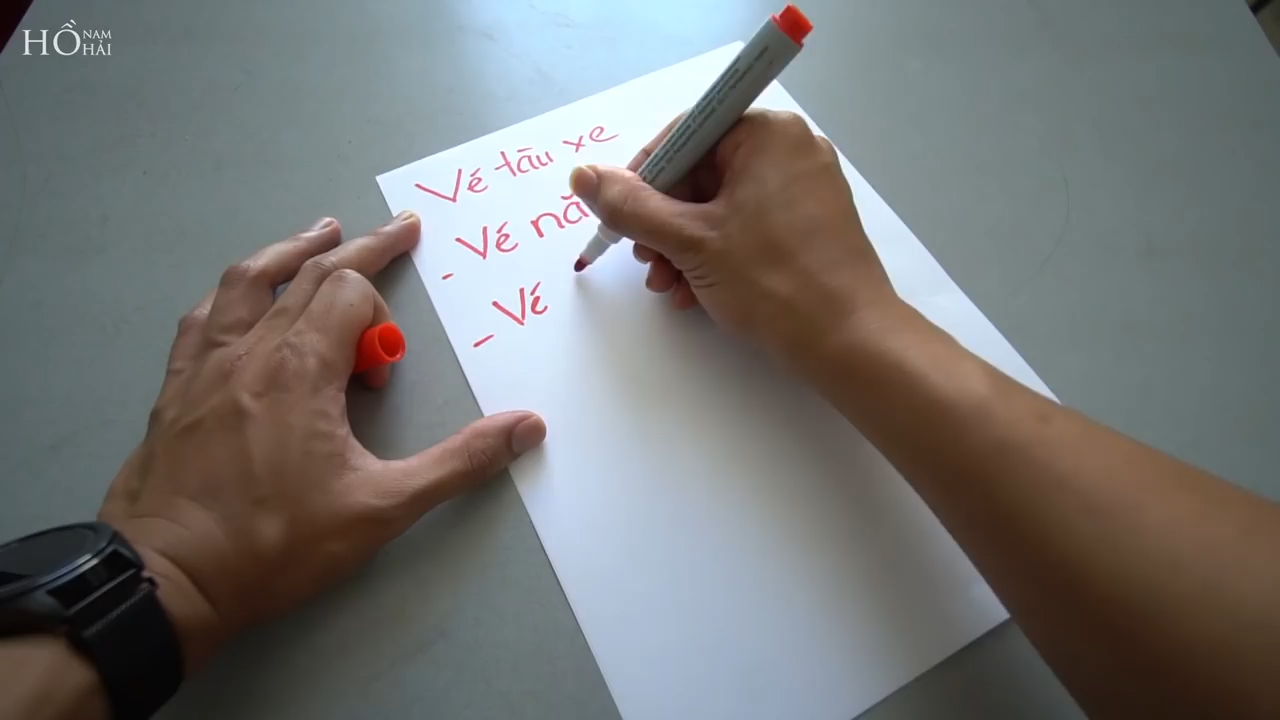 HỒ NAM HẢI
Vé tàu xe
- Vé
- Vé